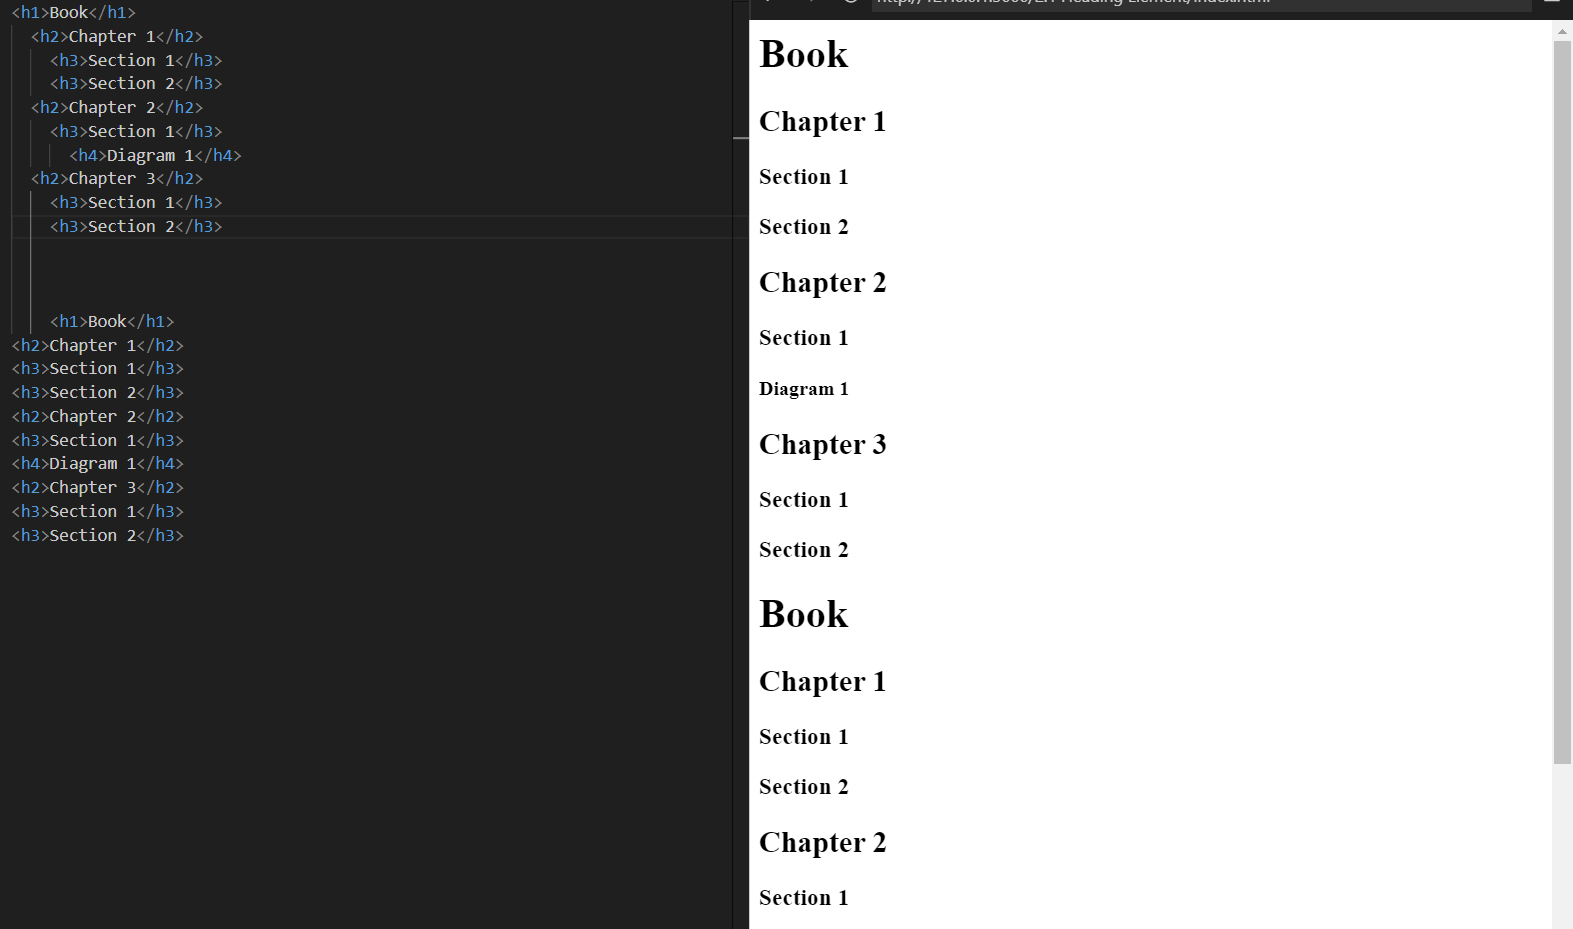 <h1>Book</h1>
<h2>Chapter 1</h2>
<h3>Section 1</h3>
<h3>Section 2</h3>
<h2>Chapter 2</h2>
<h3>Section 1</h3>
<h4>Diagram 1</h4>
<h2>Chapter 3</h2>
<h3>Section 1</h3>
<h3>Section 2</h3>
<h1>Book</h1>
<h2>Chapter 1</h2>
<h3>Section 1</h3>
<h3>Section 2</h3>
<h2>Chapter 2</h2>
<h3>Section 1</h3>
<h4>Diagram 1</h4>
<h2>Chapter 3</h2>
<h3>Section 1</h3>
<h3>Section 2</h3>
Book
Chapter 1
Section 1
Section 2
Chapter 2
Section 1
Diagram 1
Chapter 3
Section 1
Section 2
Book
Chapter 1
Section 1
Section 2
Chapter 2
Section 1